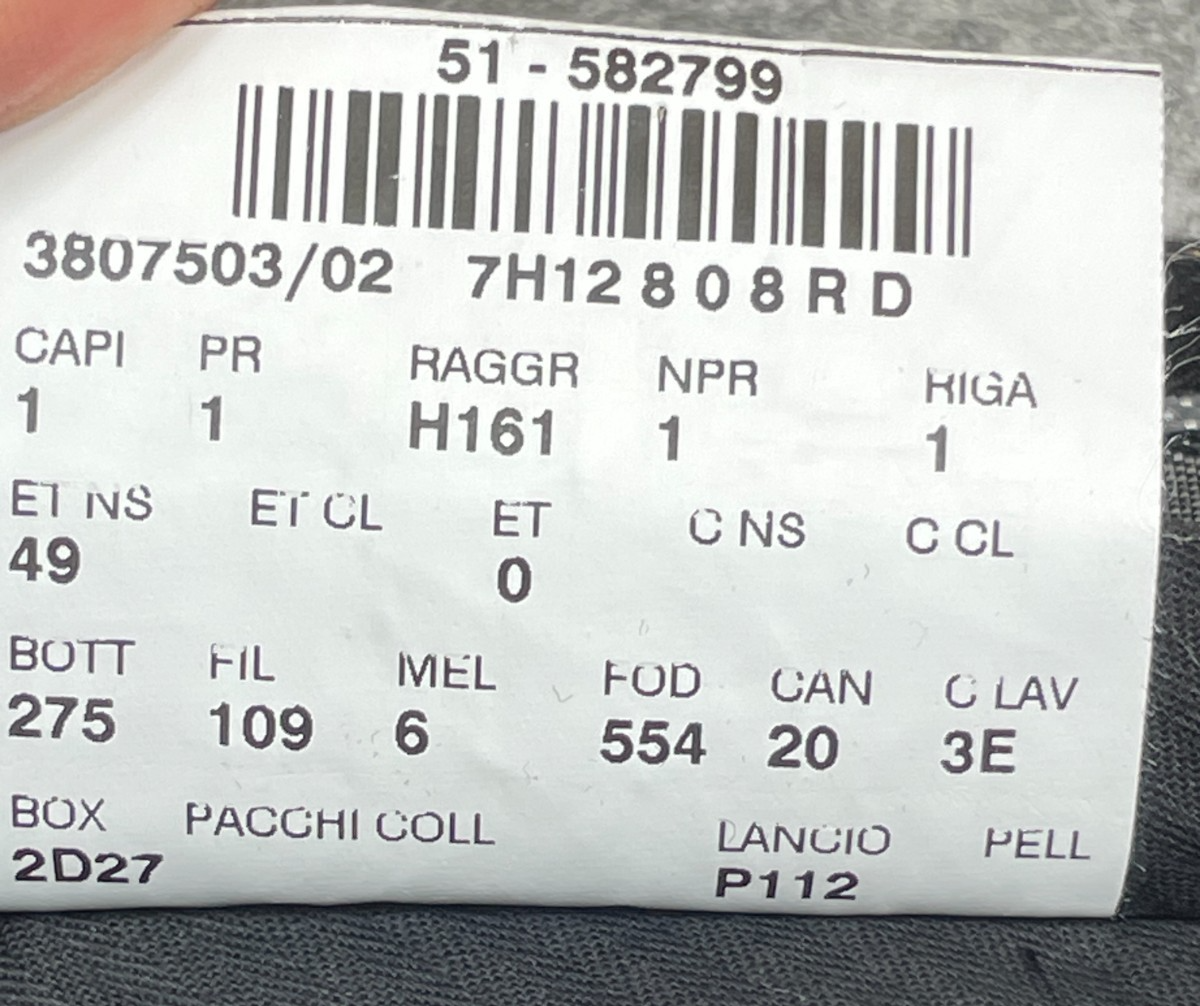 51 - 582799
3807503/02 7H12 8 0 8 R D
CAPI PR RAGGR NPR RIGA
1 1 H161 1 1
ET NS ET CL ET C NS C CL
49 0
BOTT FIL MEL FOD CAN C LAV
275 109 6 554 20 3E
BOX PACCHI COLL LANCIO PELL
2D27 P112